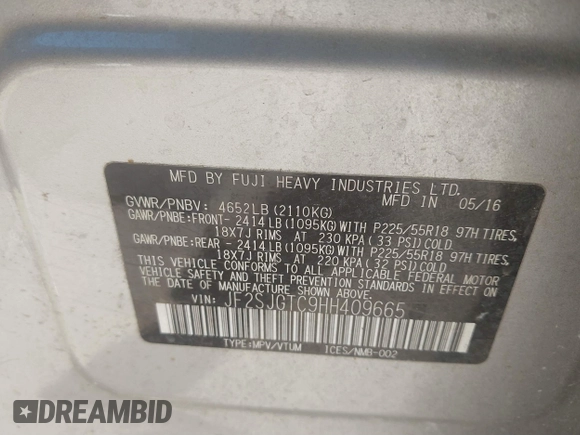 MFD BY FUJI HEAVY INDUSTRIES LTD.
MFD IN 05/16
GVWR/PNBV: 4652LB (2110KG)
GAWR/PNBE:FRONT- 2414LB(1095KG)WITH P225/55R18 97H TIRES,
18X7J RIMS AT 230 KPA( 33 PSI)COLD.
GAWR/PNBE:REAR - 2414LB(1095KG)WITH P225/55R18 97H TIRES,
18X7J RIMS AT 220 KPA( 32 PSI)COLD.
THIS VEHICLE CONFORMS TO ALL APPLICABLE FEDERAL MOTOR
VEHICLE SAFETY AND THEFT PREVENTION STANDARDS IN EFFECT ON
THE DATE OF MANUFACTURE SHOWN ABOVE.
VIN: JF2SJGTC9HH409665
TYPE:MPV/VTUM ICES/NMB-002
DREAMBID